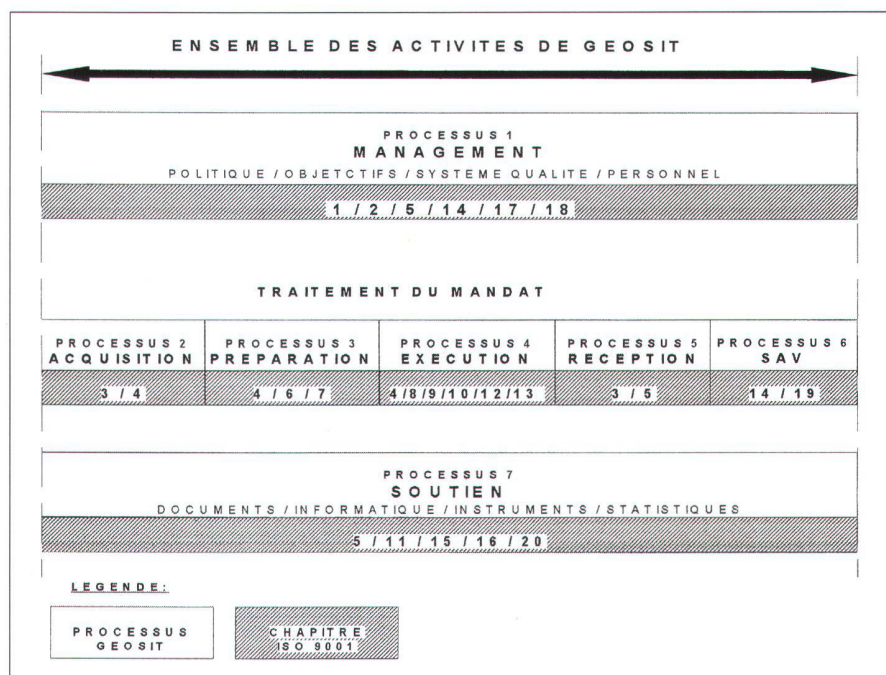 ENSEMBLE DES ACTIVITES DE GEOSIT
PROCESSUS 1
MANAGEMENT
POLITIQUE / OBJETCTIFS / SYSTEME QUALITE / PERSONNEL
1 / 2 / 5 / 14 / 17 / 18
TRAITEMENT DU MANDAT
PROCESSUS 2
ACQUISITION
3 / 4
PROCESSUS 3
PREPARATION
4 / 6 / 7
PROCESSUS 4
EXECUTION
4/8/9/10/12/13
PROCESSUS 5
RECEPTION
3 / 5
PROCESSUS 6
SAV
14 / 19
PROCESSUS 7
SOUTIEN
DOCUMENTS / INFORMATIQUE / INSTRUMENTS / STATISTIQUES
5 / 11 / 15 / 16 / 20
LEGENDE:
PROCESSUS
GEOSIT
CHAPITRE
ISO 9001